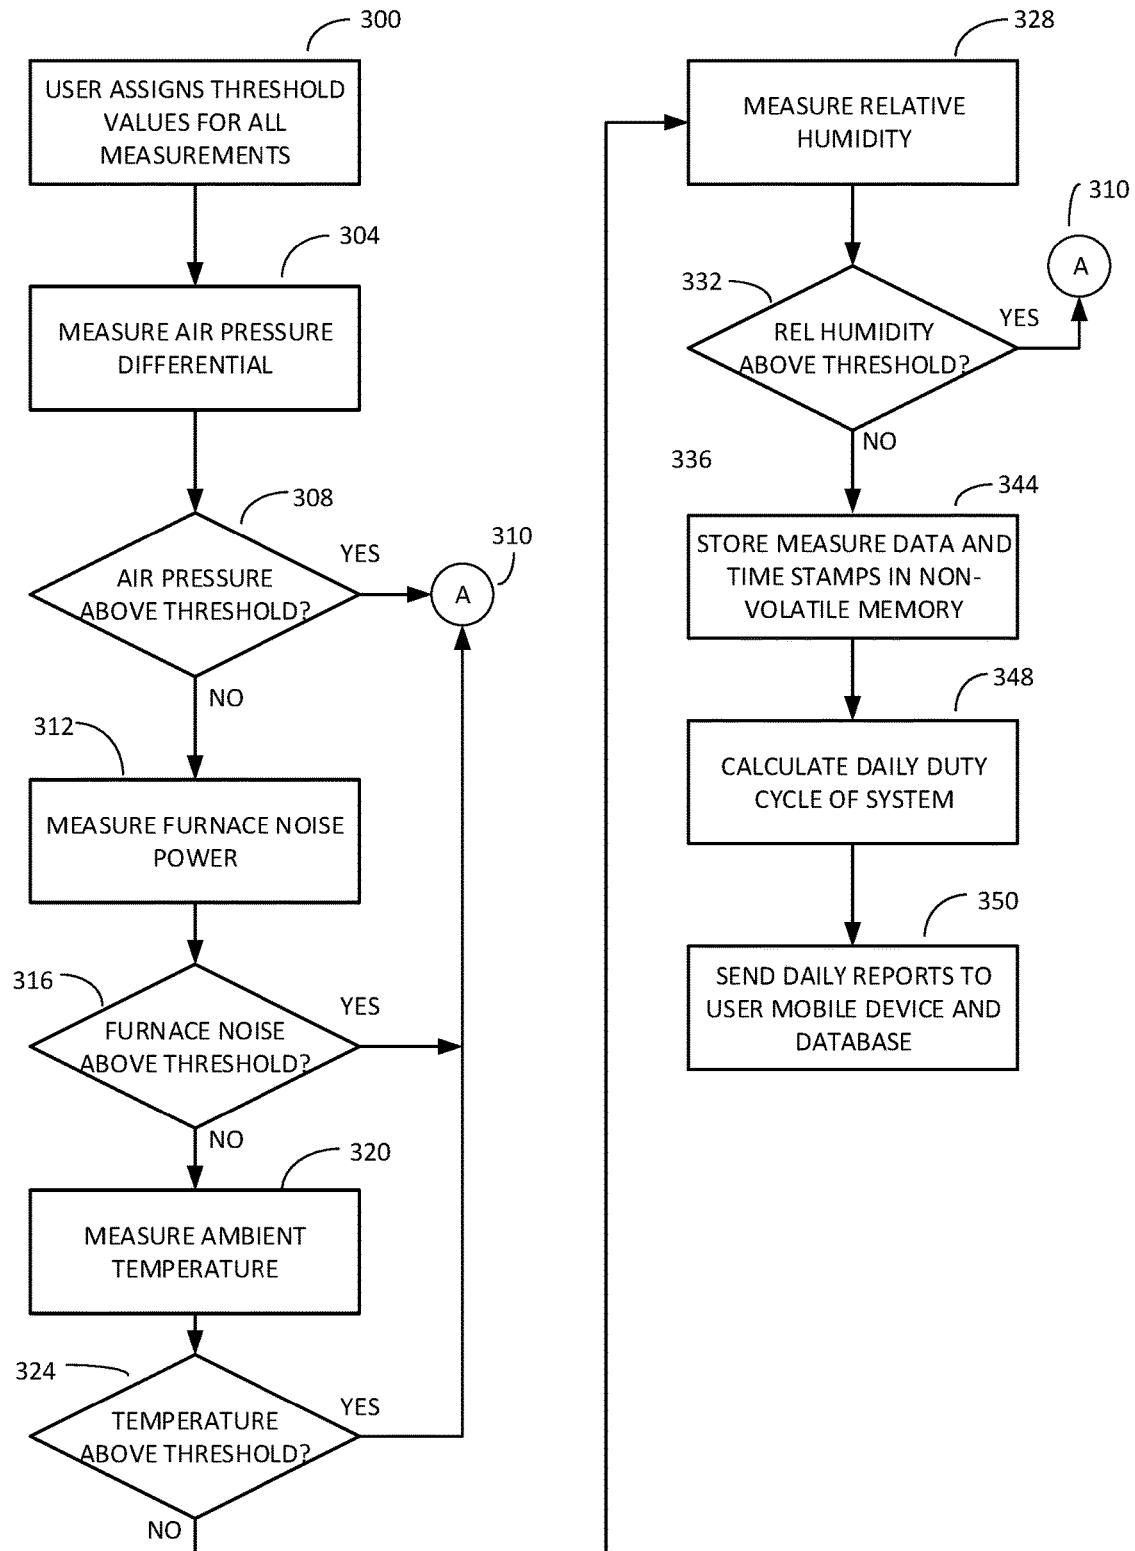 300
USER ASSIGNS THRESHOLD
VALUES FOR ALL
MEASUREMENTS
304
MEASURE AIR PRESSURE
DIFFERENTIAL
308
AIR PRESSURE
ABOVE THRESHOLD?
YES
310
A
NO
312
MEASURE FURNACE NOISE
POWER
316
FURNACE NOISE
ABOVE THRESHOLD?
YES
NO
320
MEASURE AMBIENT
TEMPERATURE
324
TEMPERATURE
ABOVE THRESHOLD?
YES
NO
328
MEASURE RELATIVE
HUMIDITY
310
A
332
REL HUMIDITY
ABOVE THRESHOLD?
YES
NO
336
344
STORE MEASURE DATA AND
TIME STAMPS IN NON-
VOLATILE MEMORY
348
CALCULATE DAILY DUTY
CYCLE OF SYSTEM
350
SEND DAILY REPORTS TO
USER MOBILE DEVICE AND
DATABASE